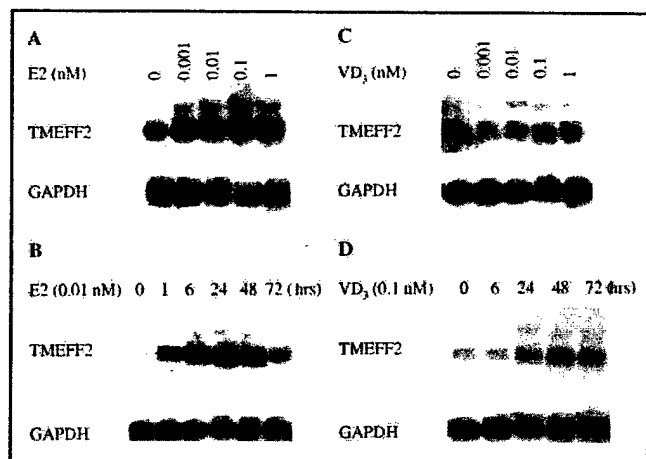 A
E2 (nM) 0 0.001 0.01 0.1 1
TMEFF2
GAPDH
C
VD3 (nM) 0 0.001 0.01 0.1 1
TMEFF2
GAPDH
B
E2 (0.01 nM) 0 1 6 24 48 72 (hrs)
TMEFF2
GAPDH
D
VD3 (0.1 nM) 0 6 24 48 72 (hrs)
TMEFF2
GAPDH